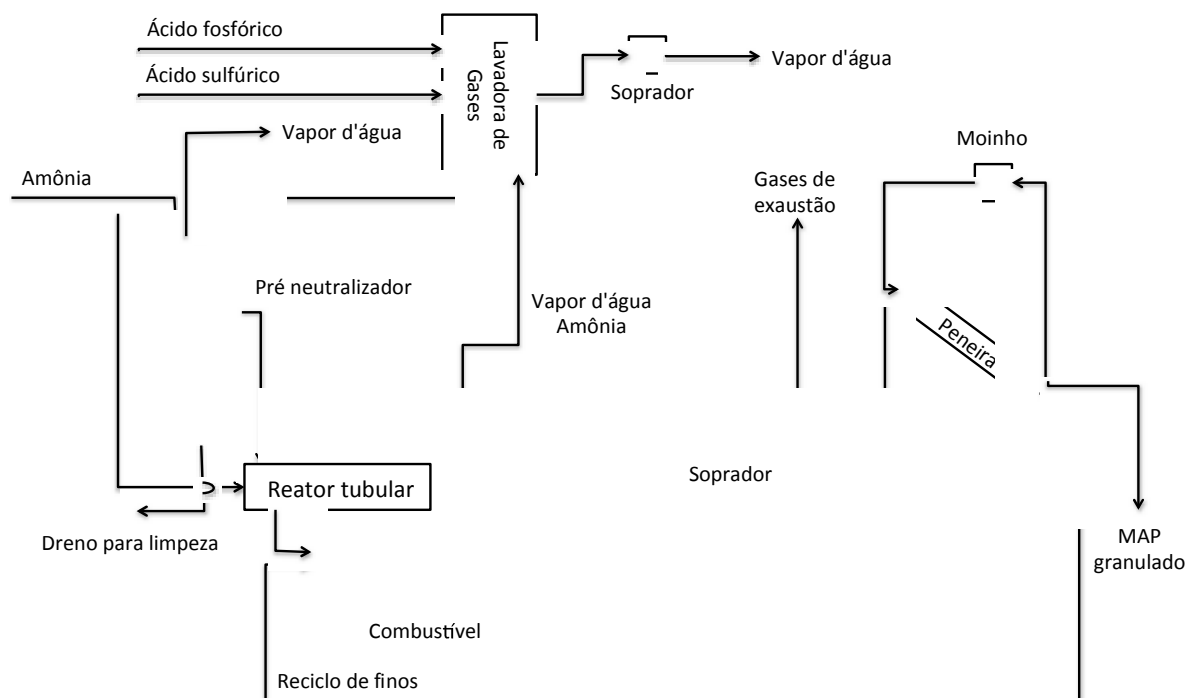 Ácido fosfórico
Ácido sulfúrico
Lavadora de
Gases
Vapor d'água
Soprador
Vapor d'água
Moinho
Amônia
Gases de
exaustão
Pré neutralizador
Vapor d'água
Amônia
Peneira
Reator tubular
Soprador
Dreno para limpeza
MAP
granulado
Combustível
Reciclo de finos